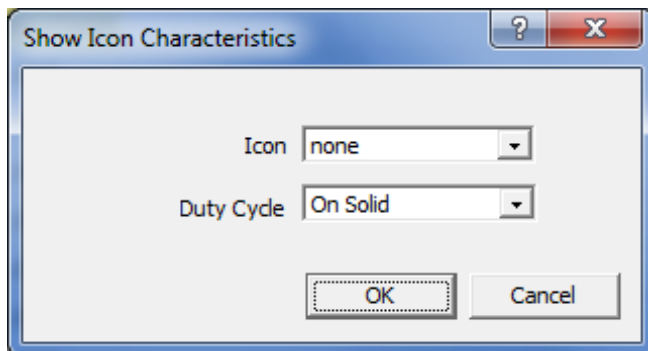 Show Icon Characteristics
?
X
Icon none
Duty Cycle On Solid
OK Cancel